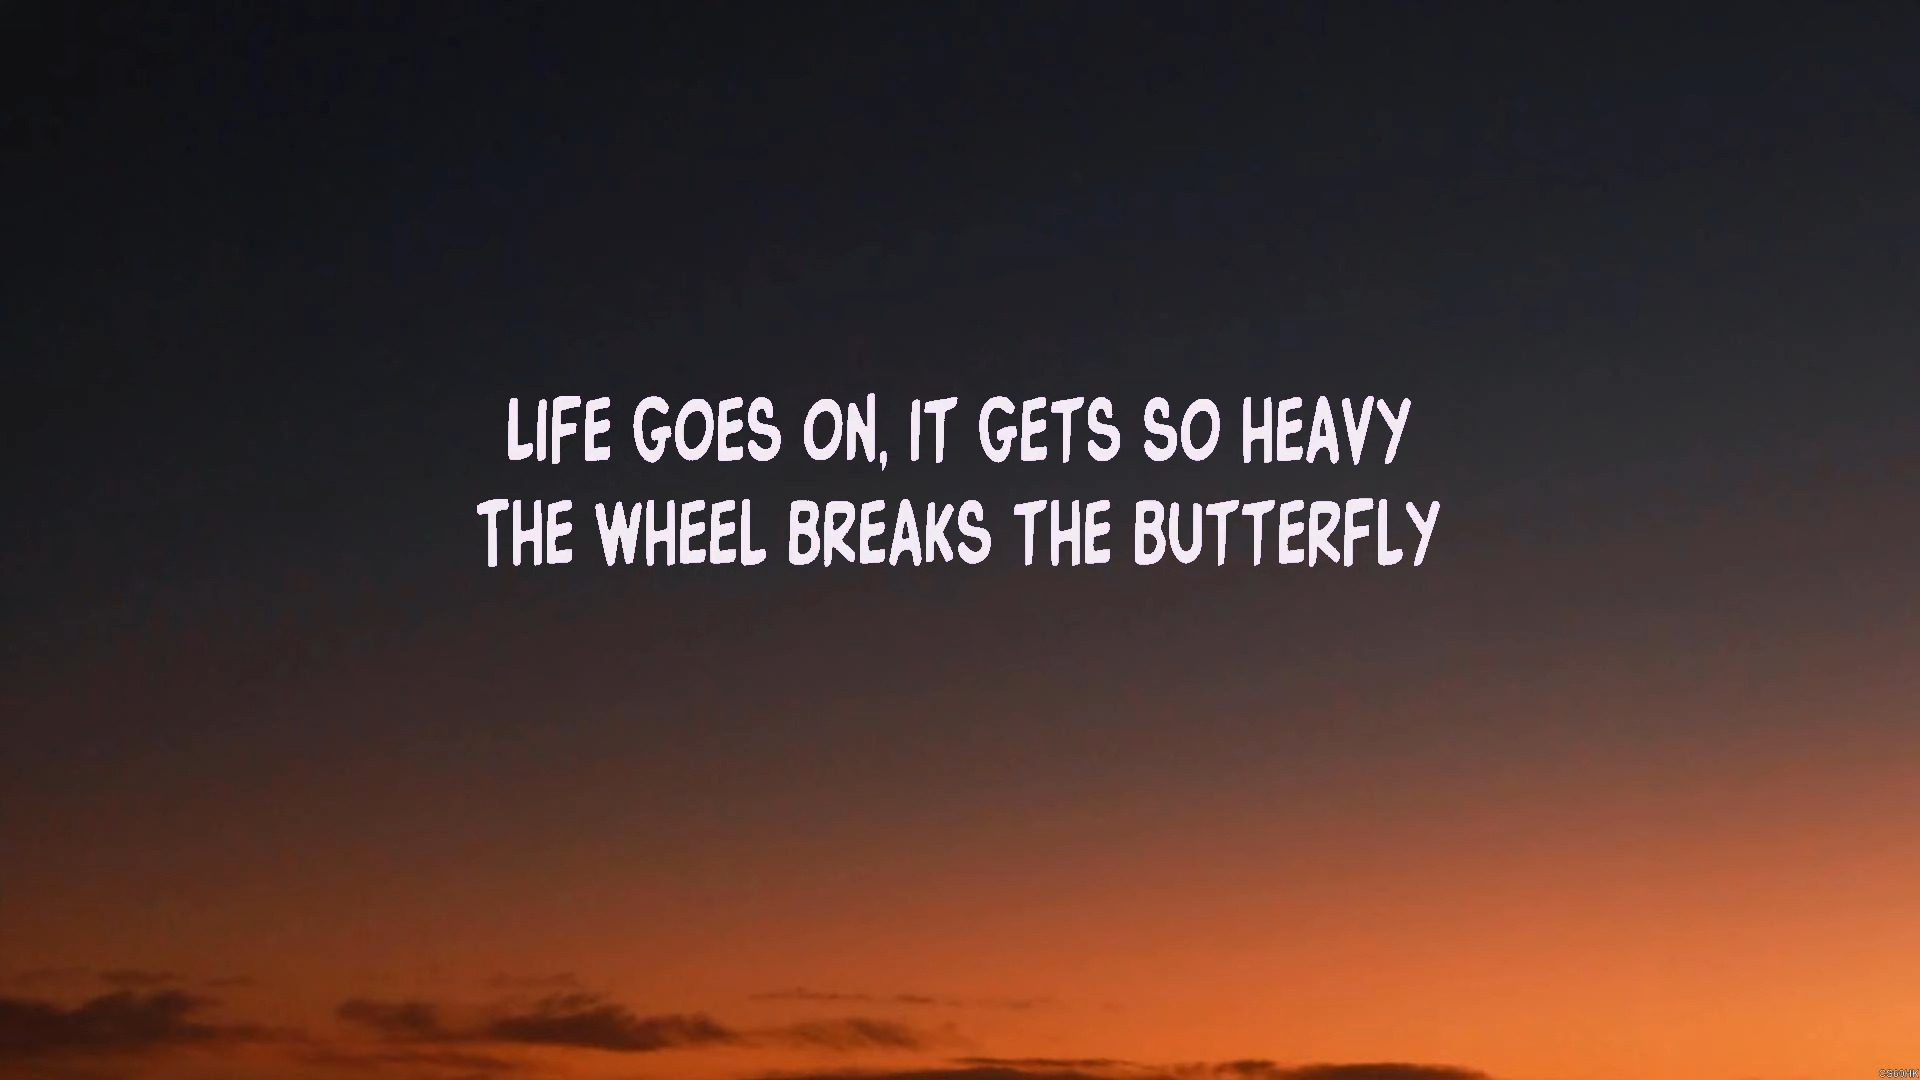 LIFE GOES ON, IT GETS SO HEAVY
THE WHEEL BREAKS THE BUTTERFLY